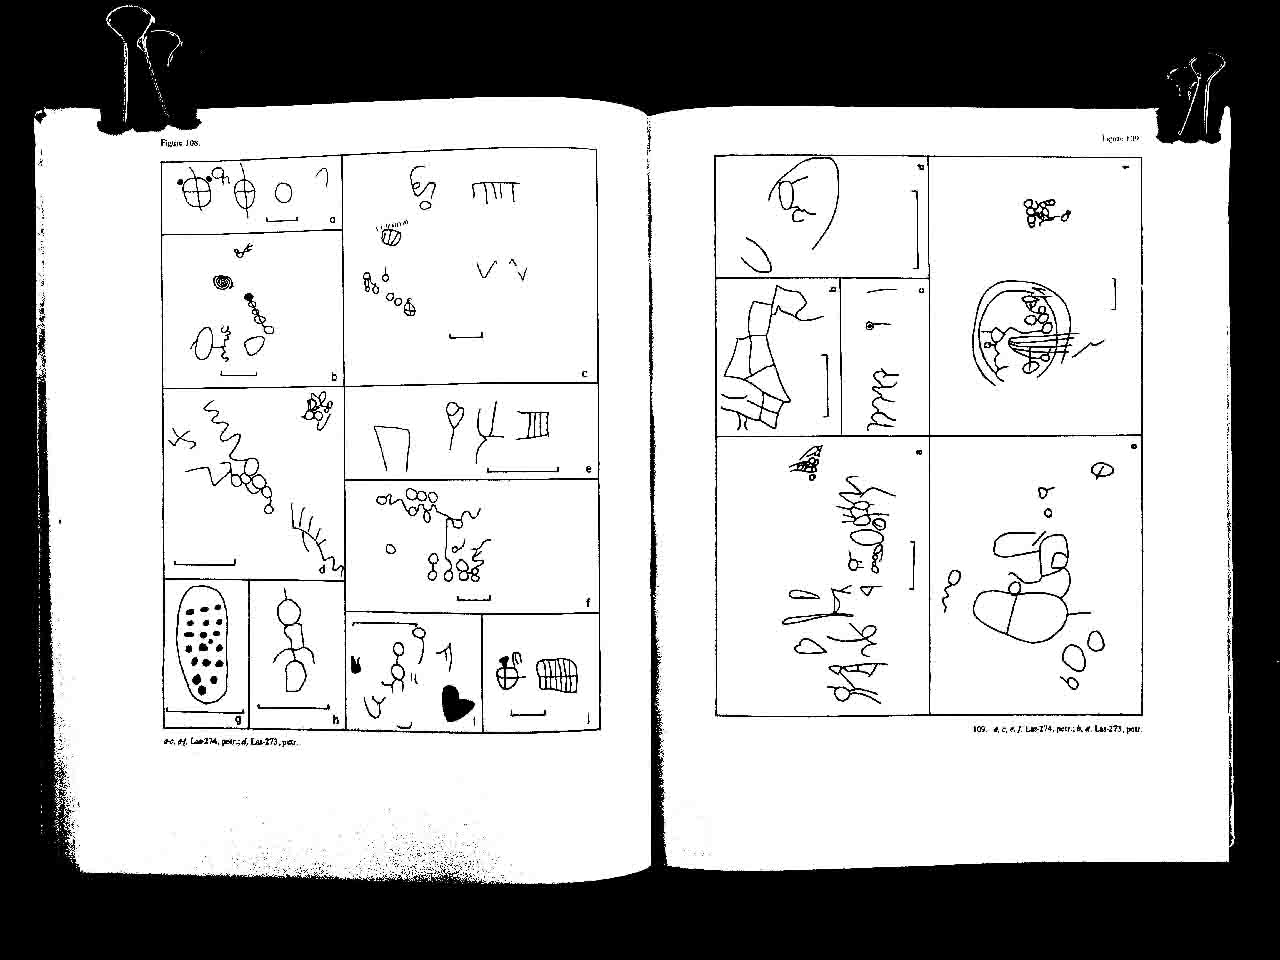 Figure 108.
a
b
c
e
f
g
h
i
j
a-c, e-j, Las-274, petr.; d, Las-273, petr.
Figure 109
a
f
b
c
d
e
109. a, c, e, f, Las-274, petr.; b, d, Las-273, petr.